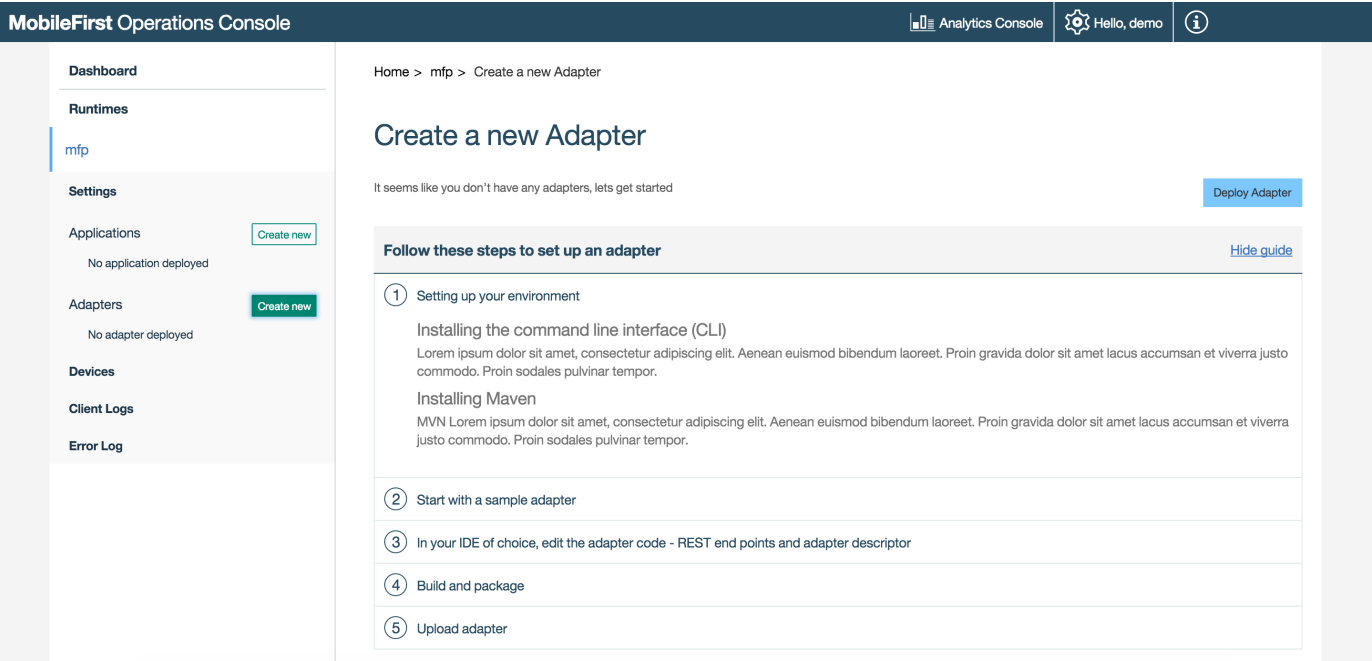 MobileFirst Operations Console
Analytics Console
Hello, demo
Dashboard
Runtimes
mfp
Settings
Applications
Create new
No application deployed
Adapters
Create new
No adapter deployed
Devices
Client Logs
Error Log
Home > mfp > Create a new Adapter
Create a new Adapter
It seems like you don't have any adapters, lets get started
Deploy Adapter
Follow these steps to set up an adapter
Hide guide
1 Setting up your environment
Installing the command line interface (CLI)
Lorem ipsum dolor sit amet, consectetur adipiscing elit. Aenean euismod bibendum laoreet. Proin gravida dolor sit amet lacus accumsan et viverra justo
commodo. Proin sodales pulvinar tempor.
Installing Maven
MVN Lorem ipsum dolor sit amet, consectetur adipiscing elit. Aenean euismod bibendum laoreet. Proin gravida dolor sit amet lacus accumsan et viverra
justo commodo. Proin sodales pulvinar tempor.
2 Start with a sample adapter
3 In your IDE of choice, edit the adapter code - REST end points and adapter descriptor
4 Build and package
5 Upload adapter